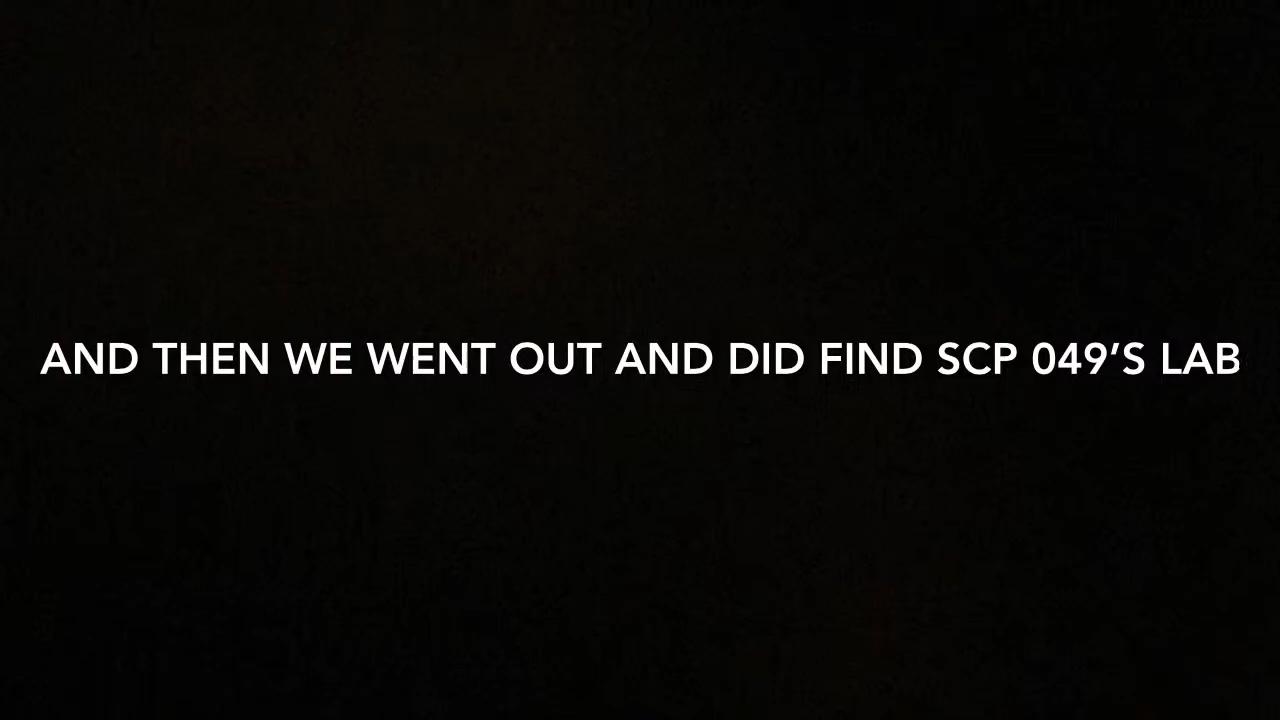 AND THEN WE WENT OUT AND DID FIND SCP 049’S LAB